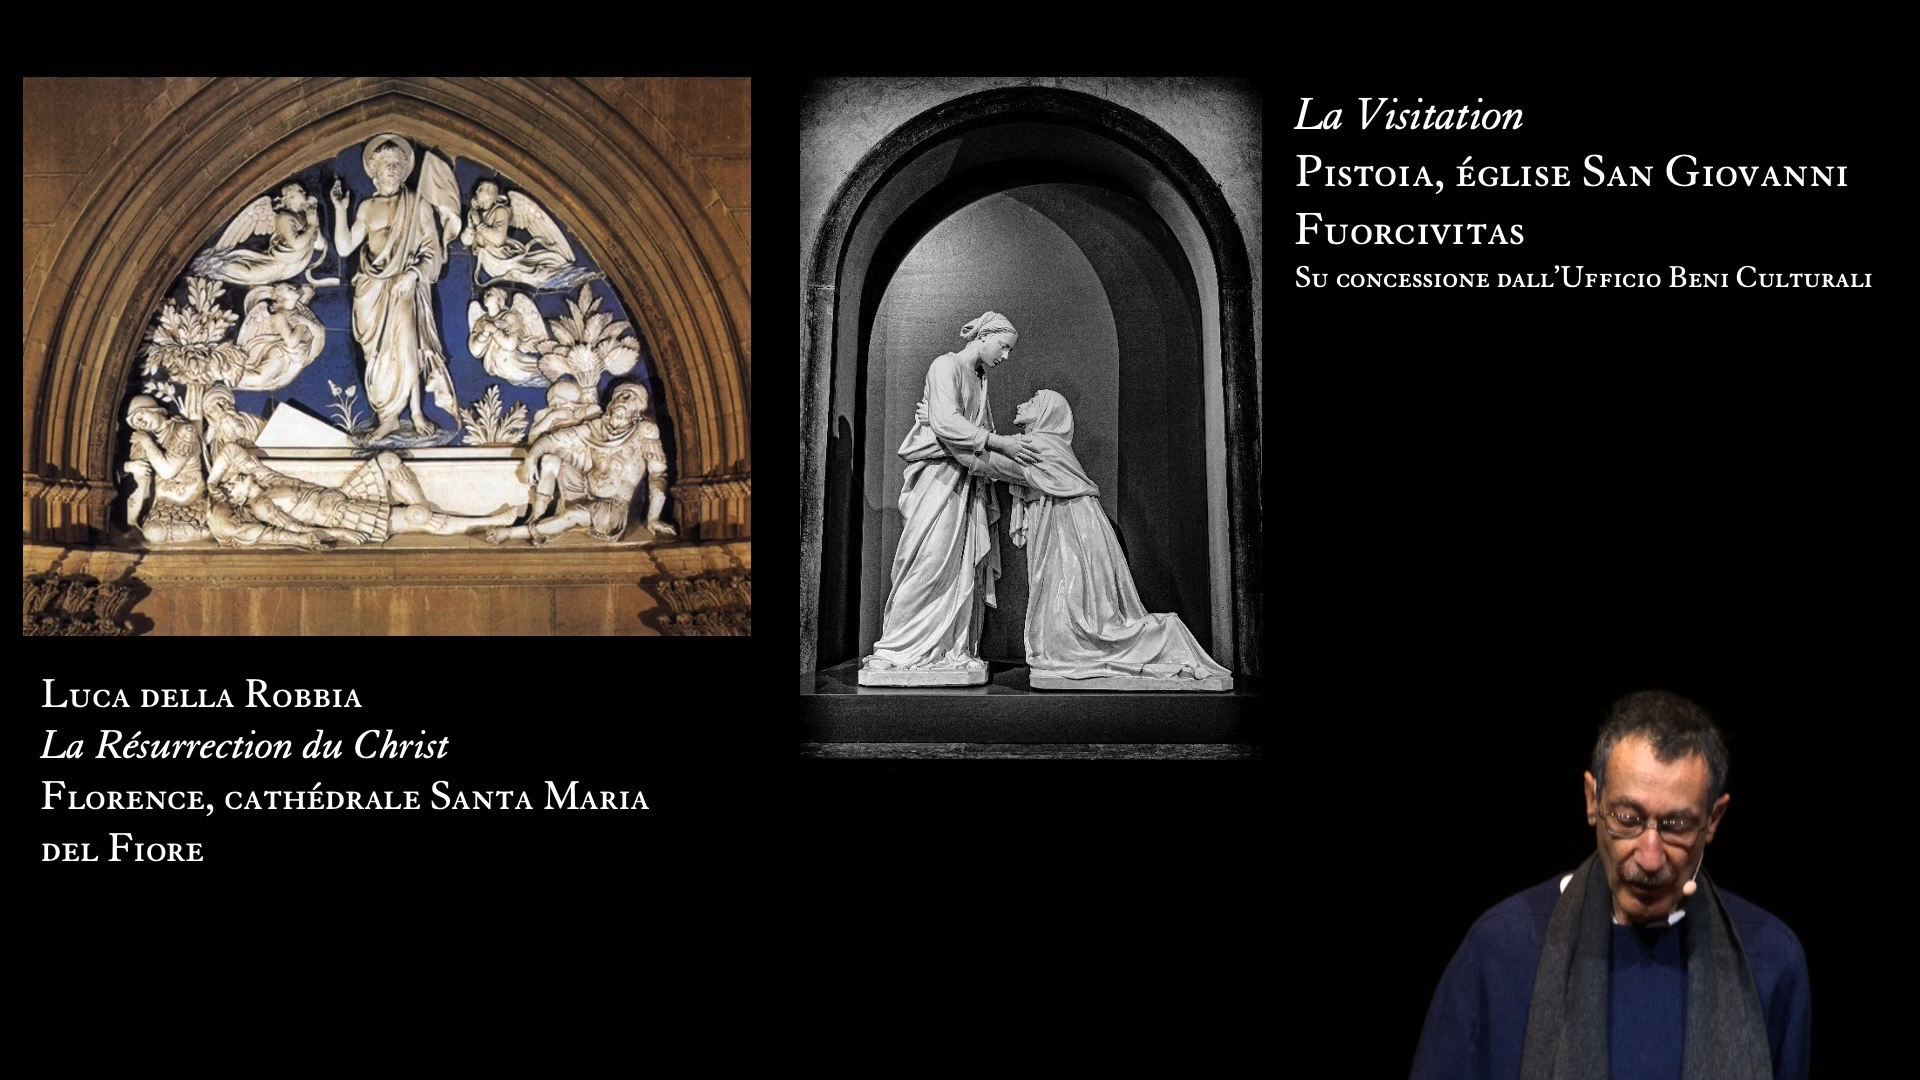 La Visitation
Pistoia, église San Giovanni
Fuorcivitas
Su concessione dall'Ufficio Beni Culturali
Luca della Robbia
La Résurrection du Christ
Florence, cathédrale Santa Maria
del Fiore